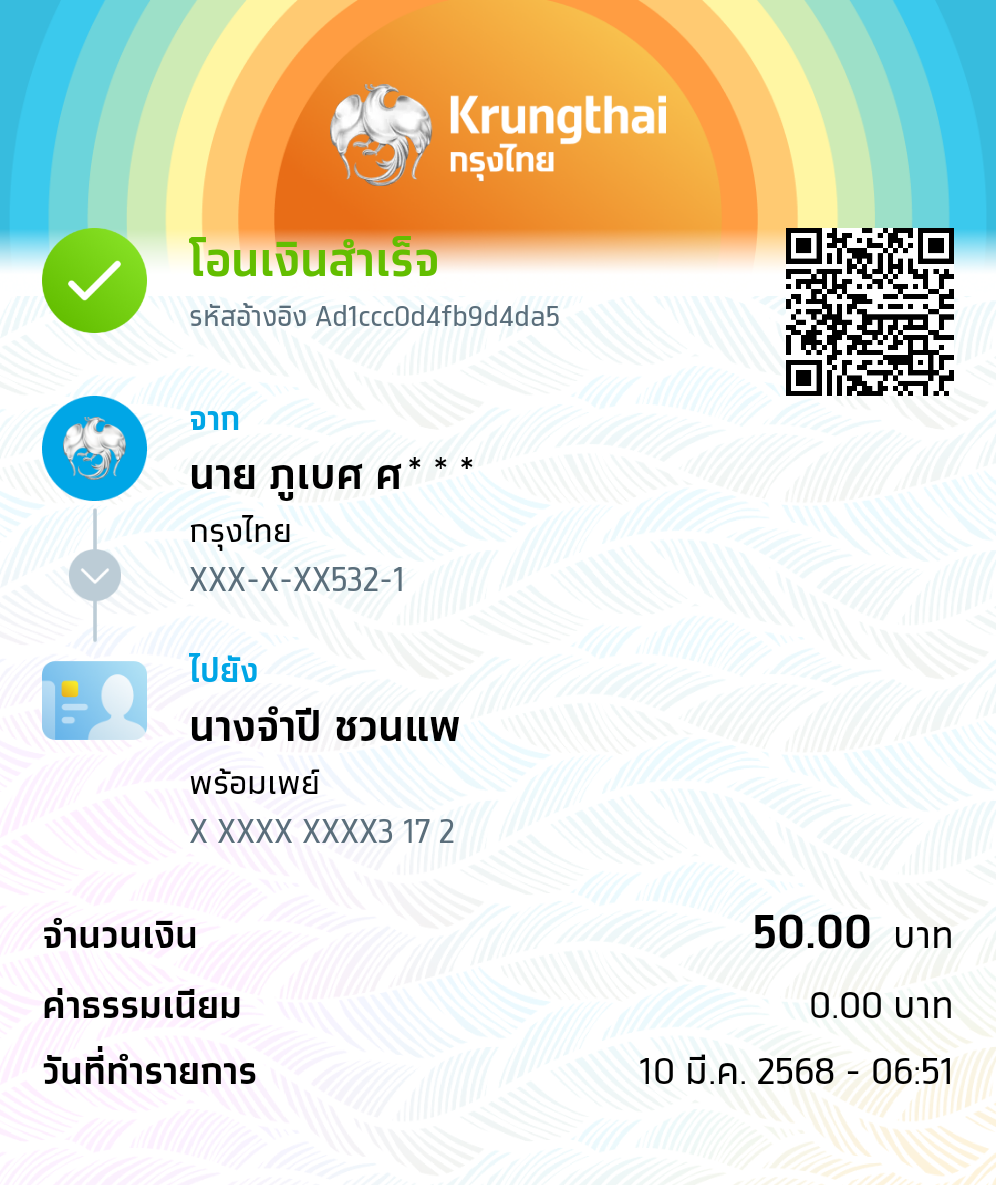 Krungthai
กรุงไทย
โอนเงินสำเร็จ
รหัสอ้างอิง Ad1ccc0d4fb9d4da5
จาก
นาย ภูเบศ ศ* * *
กรุงไทย
XXX-X-XX532-1
ไปยัง
นางจำปี ชวนแพ
พร้อมเพย์
X XXXX XXXX3 17 2
จำนวนเงิน 50.00 บาท
ค่าธรรมเนียม 0.00 บาท
วันที่ทำรายการ 10 มี.ค. 2568 - 06:51